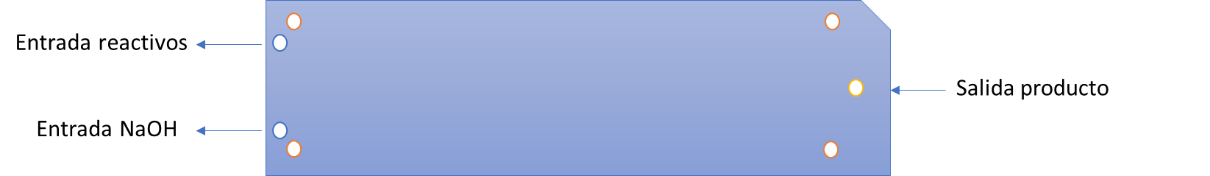 Entrada reactivos
Salida producto
Entrada NaOH